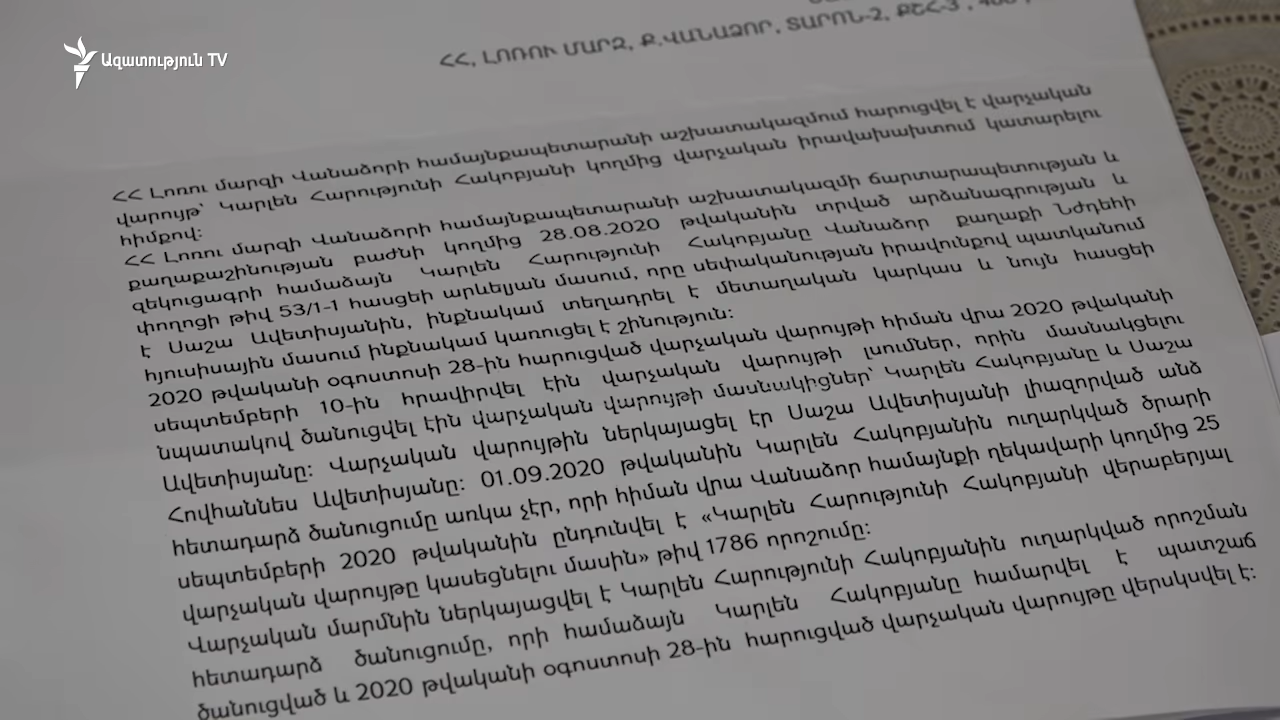 Ազատություն TV
ՀՀ, ԼՈՌՈՒ ՄԱՐԶ, Ք.ՎԱՆԱՁՈՐ, ՏԱՐՈՆ-2, ՔՇՀ-3,
ՀՀ Լոռու մարզի Վանաձորի համայնքապետարանի աշխատակազմում հարուցվել է վարչական
վարույթ՝ Կարլեն Հարությունի Հակոբյանի կողմից վարչական իրավախախտում կատարելու
հիմքով:
ՀՀ Լոռու մարզի Վանաձորի համայնքապետարանի աշխատակազմի ճարտարապետության և
քաղաքաշինության բաժնի կողմից 28.08.2020 թվականին տրված արձանագրության և
զեկուցագրի համաձայն Կարլեն Հարությունի Հակոբյանը Վանաձոր քաղաքի Նժդեհի
փողոցի թիվ 53/1-1 հասցեի արևելյան մասում, որը սեփականության իրավունքով պատկանում
է Սաշա Ավետիսյանին, ինքնակամ տեղադրել է մետաղական կարկաս և նույն հասցեի
հյուսիսային մասում ինքնակամ կառուցել է շինություն:
2020 թվականի օգոստոսի 28-ին հարուցված վարչական վարույթի հիման վրա 2020 թվականի
սեպտեմբերի 10-ին հրավիրվել էին վարչական վարույթի լսումներ, որին մասնակցելու
նպատակով ծանուցվել էին վարչական վարույթի մասնակիցներ՝ Կարլեն Հակոբյանը և Սաշա
Ավետիսյանը: Վարչական վարույթին ներկայացել էր Սաշա Ավետիսյանի լիազորված անձ
Հովհաննես Ավետիսյանը: 01.09.2020 թվականին Կարլեն Հակոբյանին ուղարկված ծրարի
հետադարձ ծանուցումը առկա չէր, որի հիման վրա Վանաձոր համայնքի ղեկավարի կողմից 25
սեպտեմբերի 2020 թվականին ընդունվել է «Կարլեն Հարությունի Հակոբյանի վերաբերյալ
վարչական վարույթը կասեցնելու մասին» թիվ 1786 որոշումը:
Վարչական մարմնին ներկայացվել է Կարլեն Հարությունի Հակոբյանին ուղարկված որոշման
հետադարձ ծանուցումը, որի համաձայն Կարլեն Հակոբյանը համարվել է պատշաճ
ծանուցված և 2020 թվականի օգոստոսի 28-ին հարուցված վարչական վարույթը վերսկսվել է: